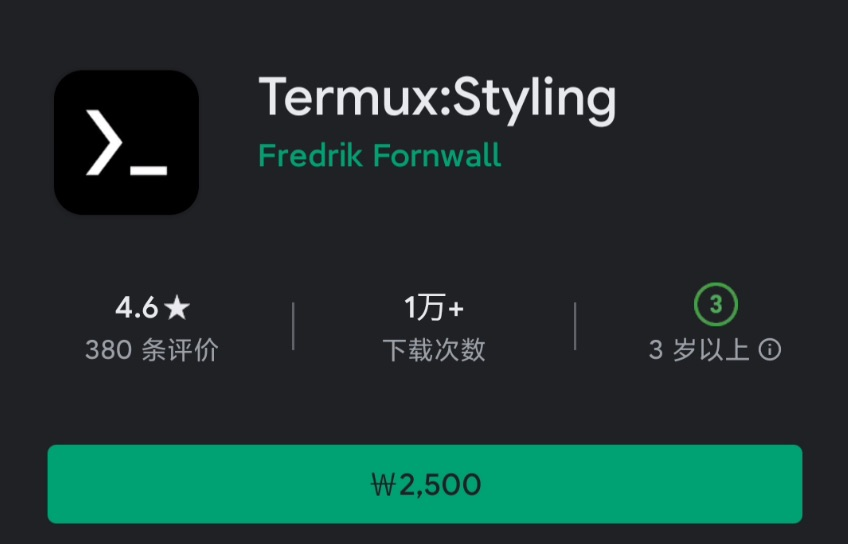 Termux:Styling
Fredrik Fornwall
4.6★
380 条评价
1万+
下载次数
3
3 岁以上
₩2,500